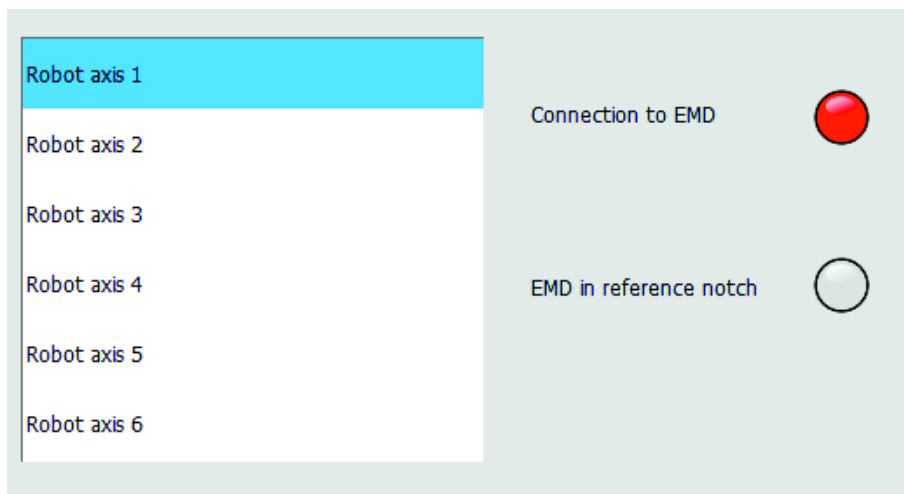 Robot axis 1
Robot axis 2
Robot axis 3
Robot axis 4
Robot axis 5
Robot axis 6
Connection to EMD
EMD in reference notch